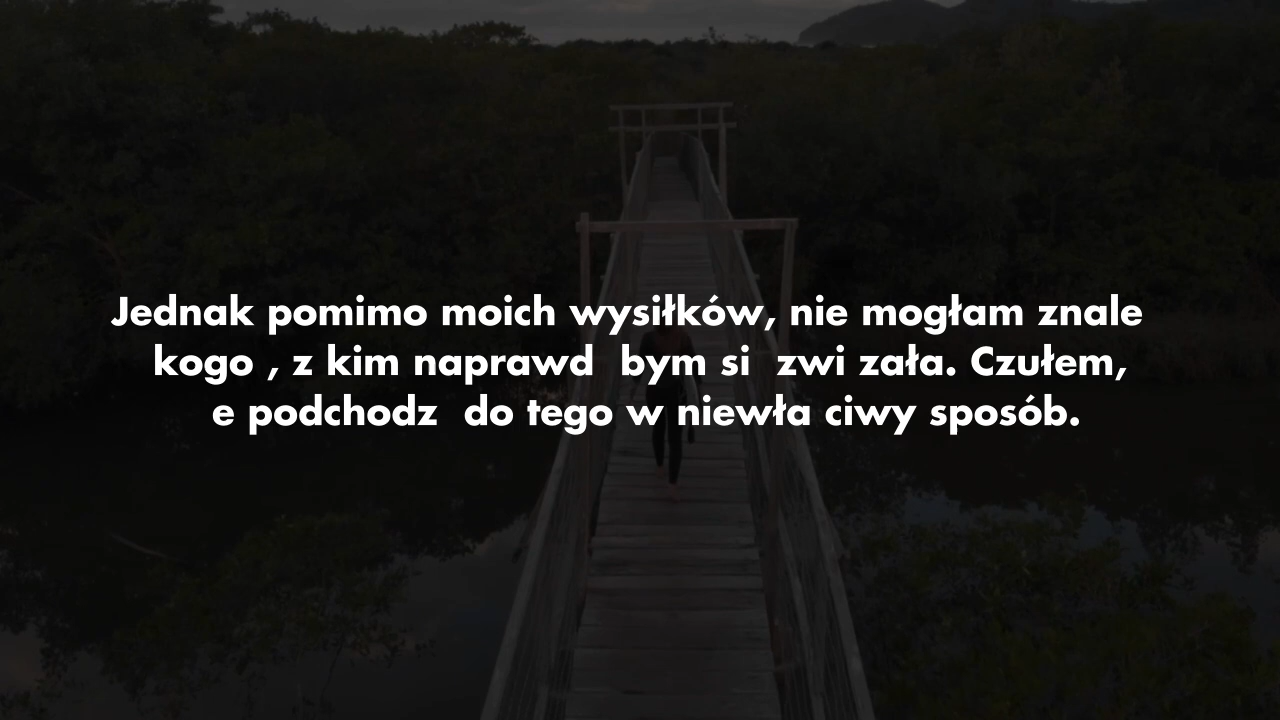 Jednak pomimo moich wysiłków, nie mogłam znale
kogo , z kim naprawd  bym si  zwi zała. Czułem,
e podchodz  do tego w niewła ciwy sposób.